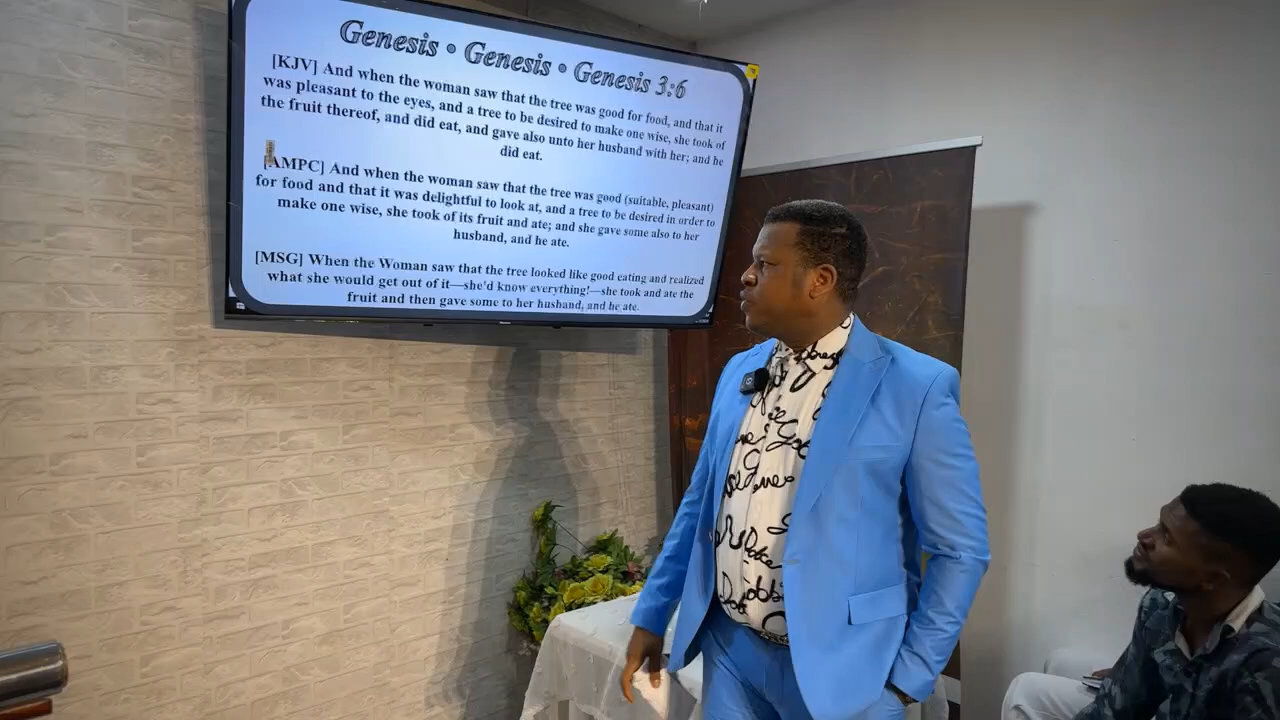 Genesis • Genesis • Genesis 3:6
[KJV] And when the woman saw that the tree was good for food, and that it
was pleasant to the eyes, and a tree to be desired to make one wise, she took of
the fruit thereof, and did eat, and gave also unto her husband with her; and he
did eat.
[AMPC] And when the woman saw that the tree was good (suitable, pleasant)
for food and that it was delightful to look at, and a tree to be desired in order to
make one wise, she took of its fruit and ate; and she gave some also to her
husband, and he ate.
[MSG] When the Woman saw that the tree looked like good eating and realized
what she would get out of it—she'd know everything!—she took and ate the
fruit and then gave some to her husband, and he ate.